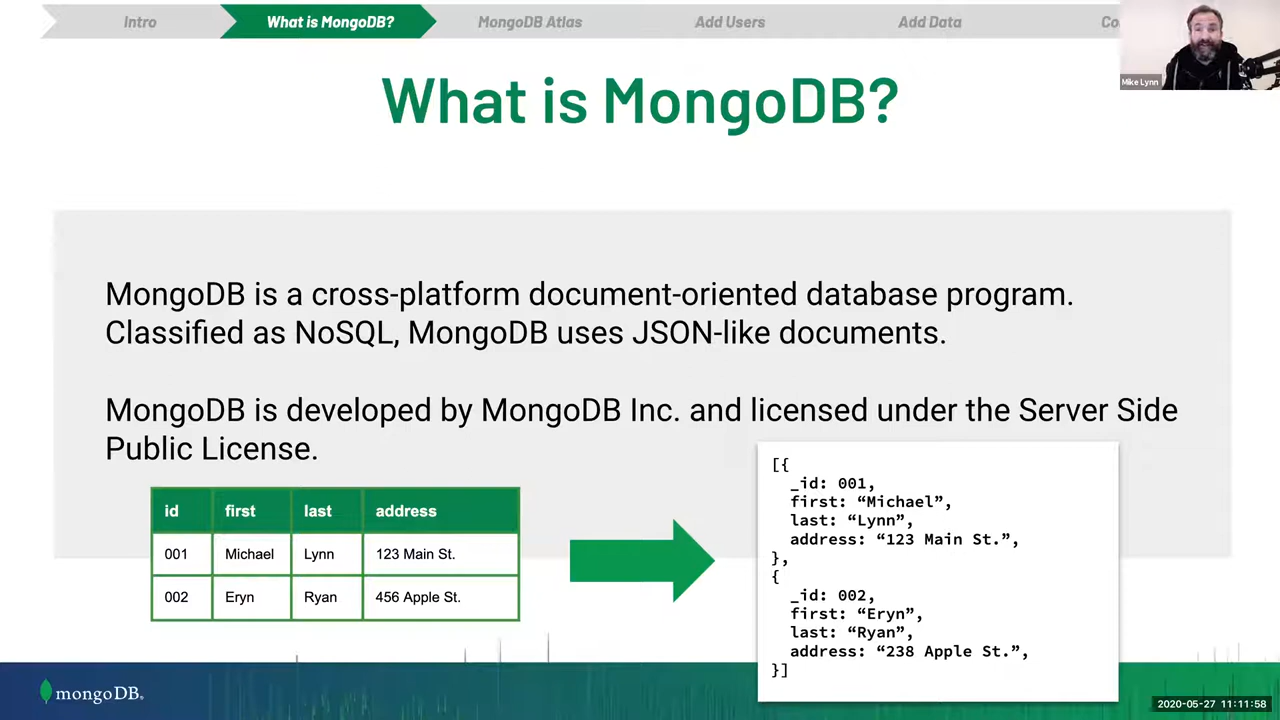 Intro What is MongoDB? MongoDB Atlas Add Users Add Data Co
Mike Lynn
What is MongoDB?
MongoDB is a cross-platform document-oriented database program.
Classified as NoSQL, MongoDB uses JSON-like documents.
MongoDB is developed by MongoDB Inc. and licensed under the Server Side
Public License.
id first last address
001 Michael Lynn 123 Main St.
002 Eryn Ryan 456 Apple St.
[{
_id: 001,
first: “Michael”,
last: “Lynn”,
address: “123 Main St.”,
},
{
_id: 002,
first: “Eryn”,
last: “Ryan”,
address: “238 Apple St.”,
}]
mongoDB®
2020-05-27 11:11:58